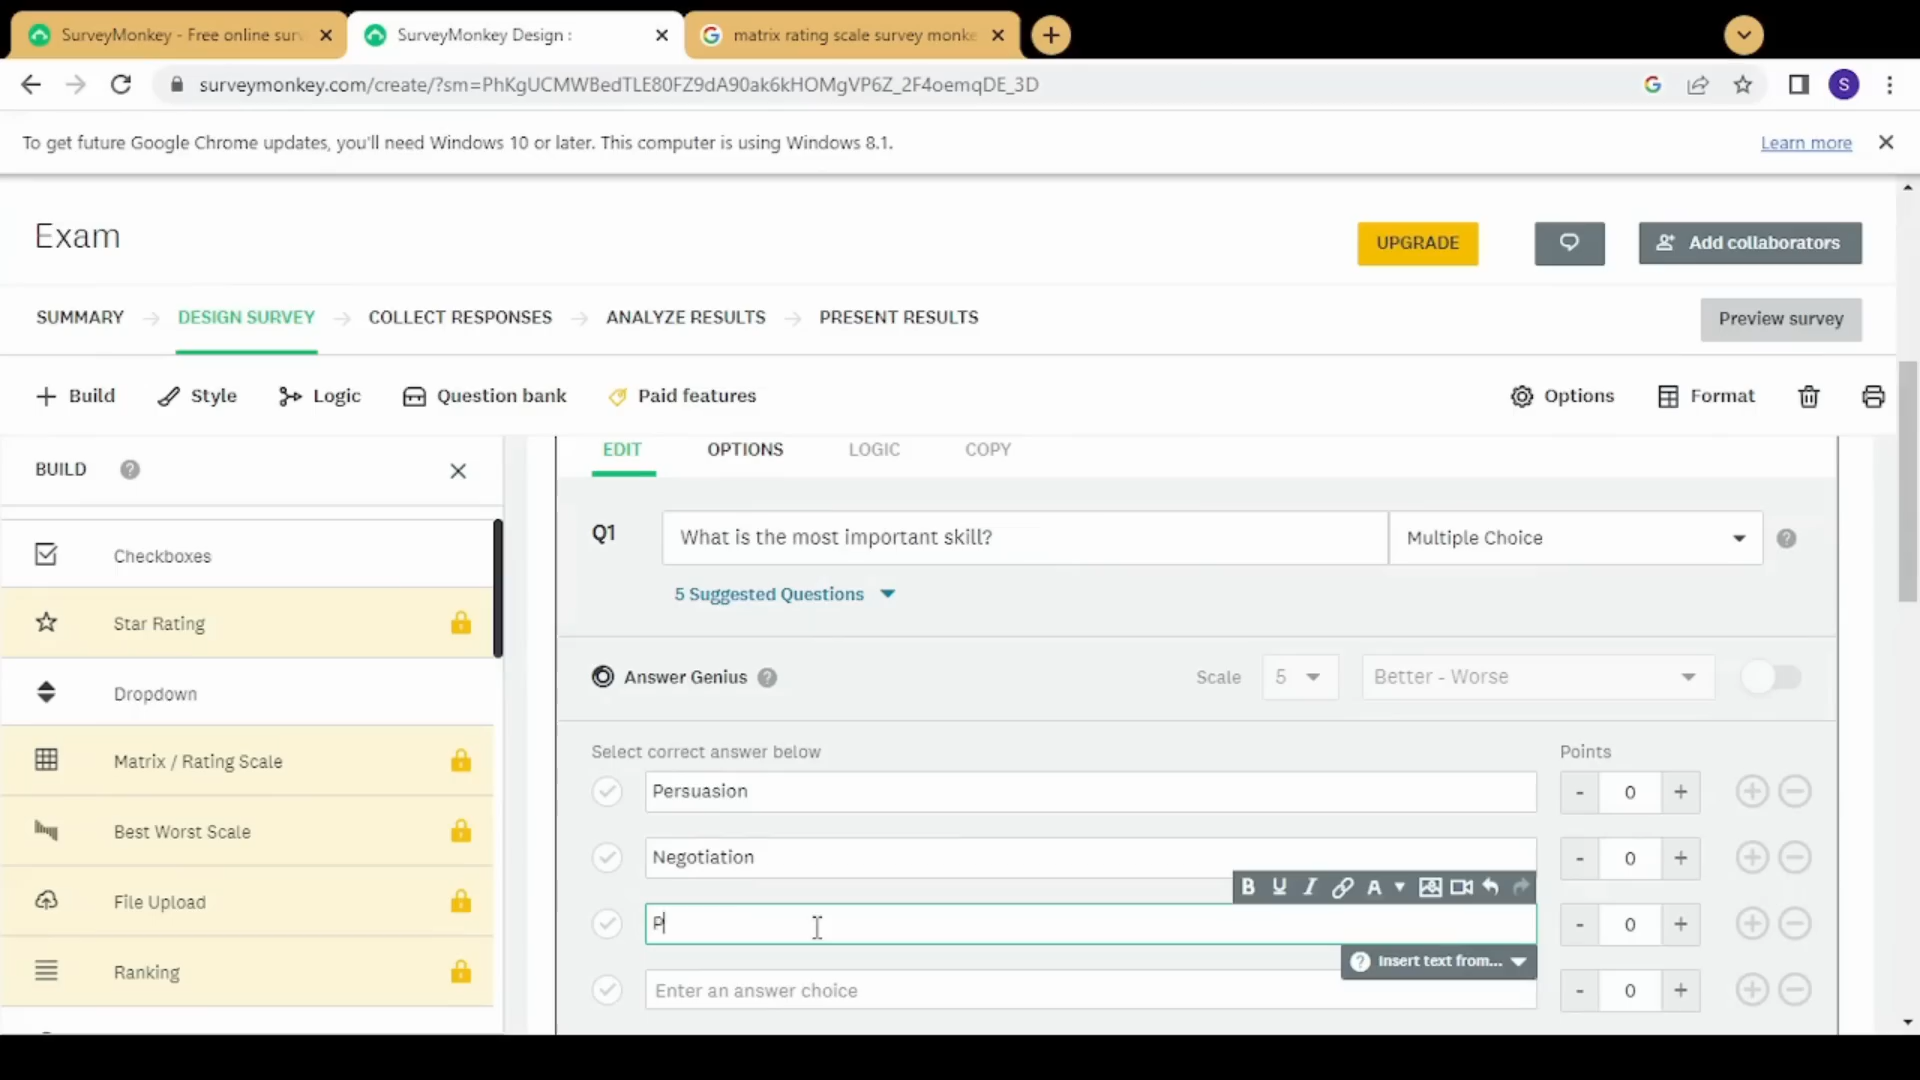 SurveyMonkey - Free online surv
SurveyMonkey Design :
matrix rating scale survey monke
surveymonkey.com/create/?sm=PhKgUCMWBedTLE80FZ9dA90ak6kHOMgVP6Z_2F4oemqDE_3D
S
To get future Google Chrome updates, you'll need Windows 10 or later. This computer is using Windows 8.1.
Learn more
Exam
UPGRADE
Add collaborators
SUMMARY
DESIGN SURVEY
COLLECT RESPONSES
ANALYZE RESULTS
PRESENT RESULTS
Preview survey
Build
Style
Logic
Question bank
Paid features
Options
Format
BUILD
Checkboxes
Star Rating
Dropdown
Matrix / Rating Scale
Best Worst Scale
File Upload
Ranking
EDIT
OPTIONS
LOGIC
COPY
Q1
What is the most important skill?
Multiple Choice
5 Suggested Questions
Answer Genius
Scale
5
Better - Worse
Select correct answer below
Points
Persuasion
- 0 +
Negotiation
- 0 +
B U I A
P
- 0 +
Insert text from...
Enter an answer choice
- 0 +